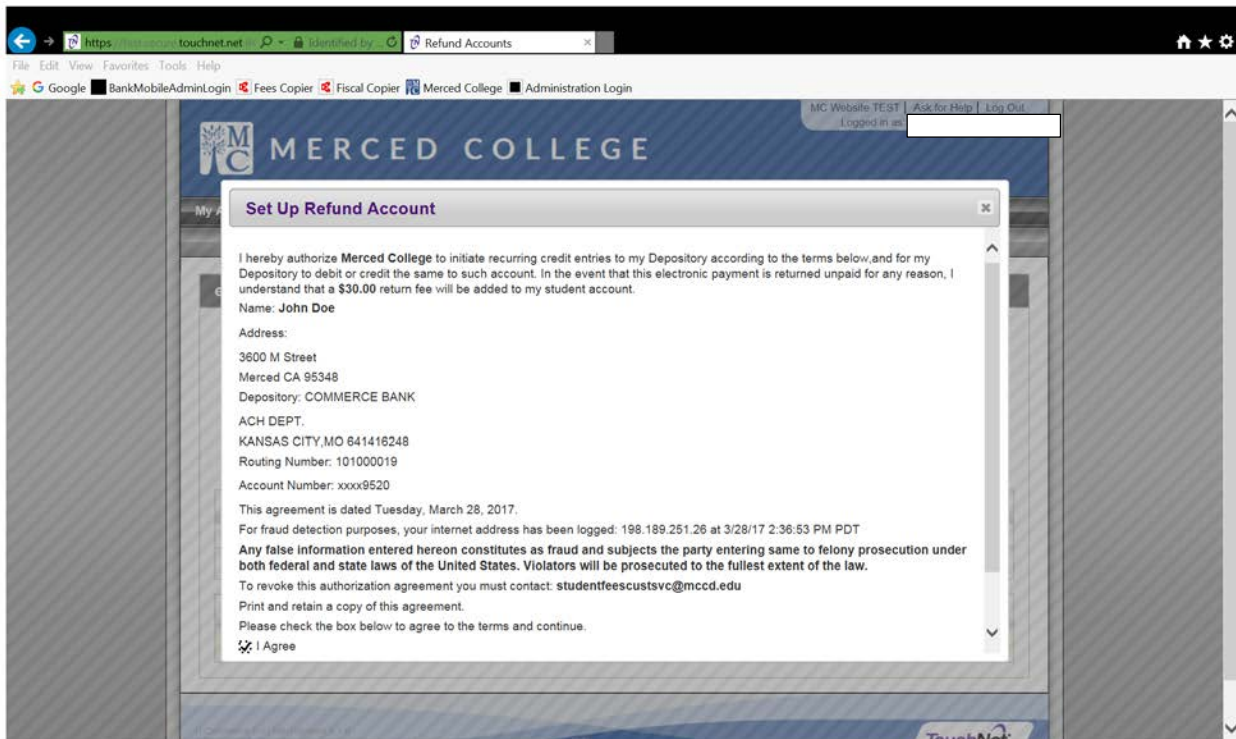 https touchnet.net Identified by ... Refund Accounts
File Edit View Favorites Tools Help
Google BankMobileAdminLogin Fees Copier Fiscal Copier Merced College Administration Login
MC Website TEST | Ask for Help | Log Out
Logged in as
MC
MERCED COLLEGE
My A
Set Up Refund Account
I hereby authorize Merced College to initiate recurring credit entries to my Depository according to the terms below,and for my
Depository to debit or credit the same to such account. In the event that this electronic payment is returned unpaid for any reason, I
understand that a $30.00 return fee will be added to my student account.
Name: John Doe
Address:
3600 M Street
Merced CA 95348
Depository: COMMERCE BANK
ACH DEPT.
KANSAS CITY,MO 641416248
Routing Number: 101000019
Account Number: xxxx9520
This agreement is dated Tuesday, March 28, 2017.
For fraud detection purposes, your internet address has been logged: 198.189.251.26 at 3/28/17 2:36:53 PM PDT
Any false information entered hereon constitutes as fraud and subjects the party entering same to felony prosecution under
both federal and state laws of the United States. Violators will be prosecuted to the fullest extent of the law.
To revoke this authorization agreement you must contact: studentfeescustsvc@mccd.edu
Print and retain a copy of this agreement.
Please check the box below to agree to the terms and continue.
I Agree
TouchNet